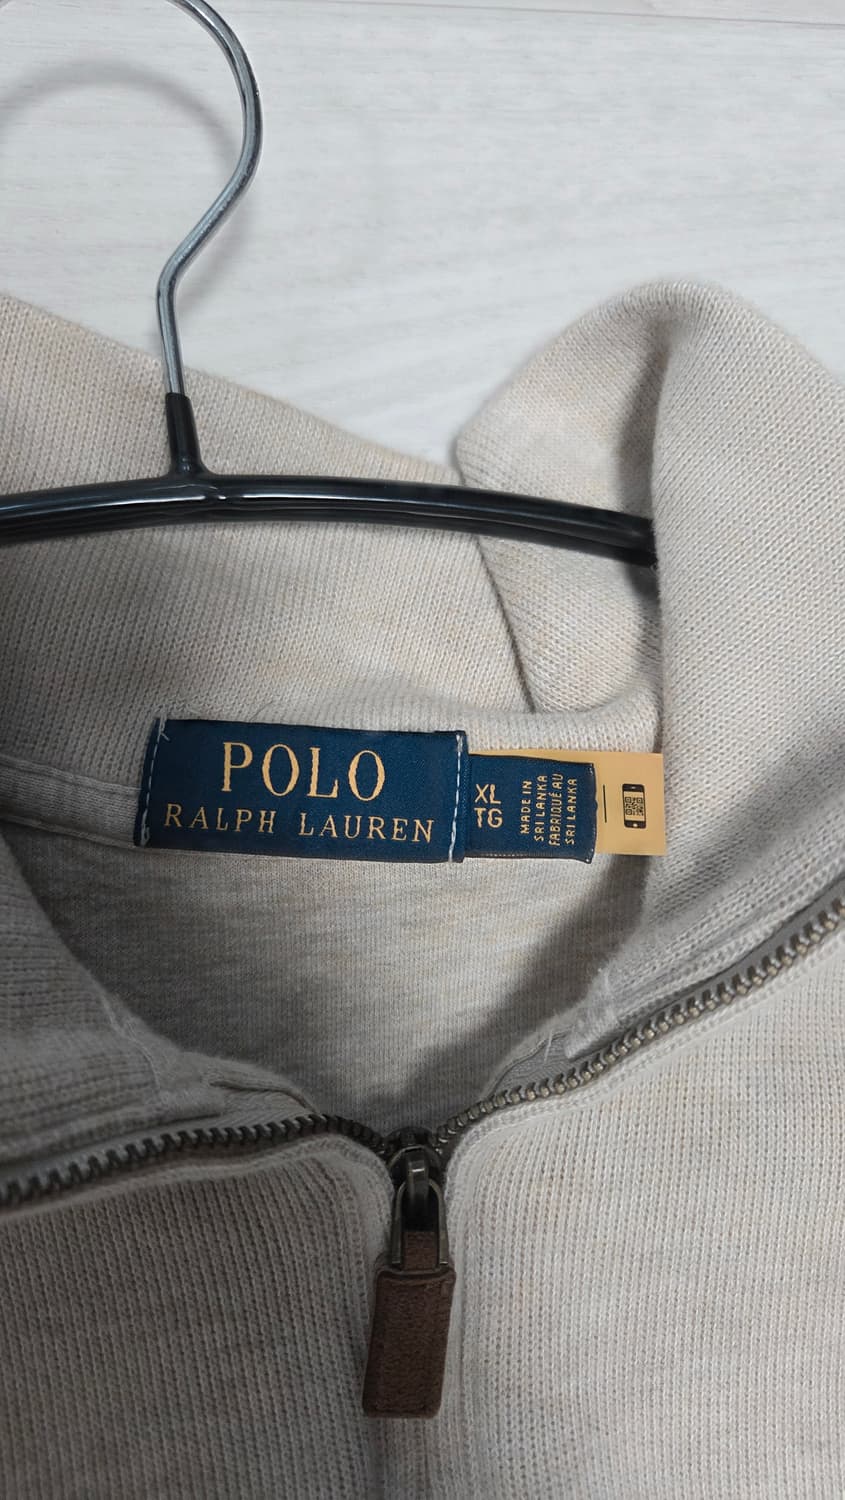 POLO
RALPH LAUREN
XL
TG
MADE IN
SRI LANKA
FABRIQUÉ AU
SRI LANKA